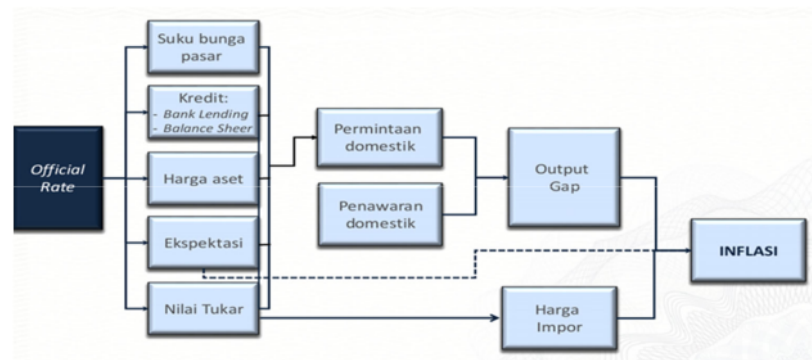 Suku bunga
pasar
Kredit:
- Bank Lending
- Balance Sheer
Official
Rate
Harga aset
Ekspektasi
Nilai Tukar
Permintaan
domestik
Penawaran
domestik
Output
Gap
Harga
Impor
INFLASI